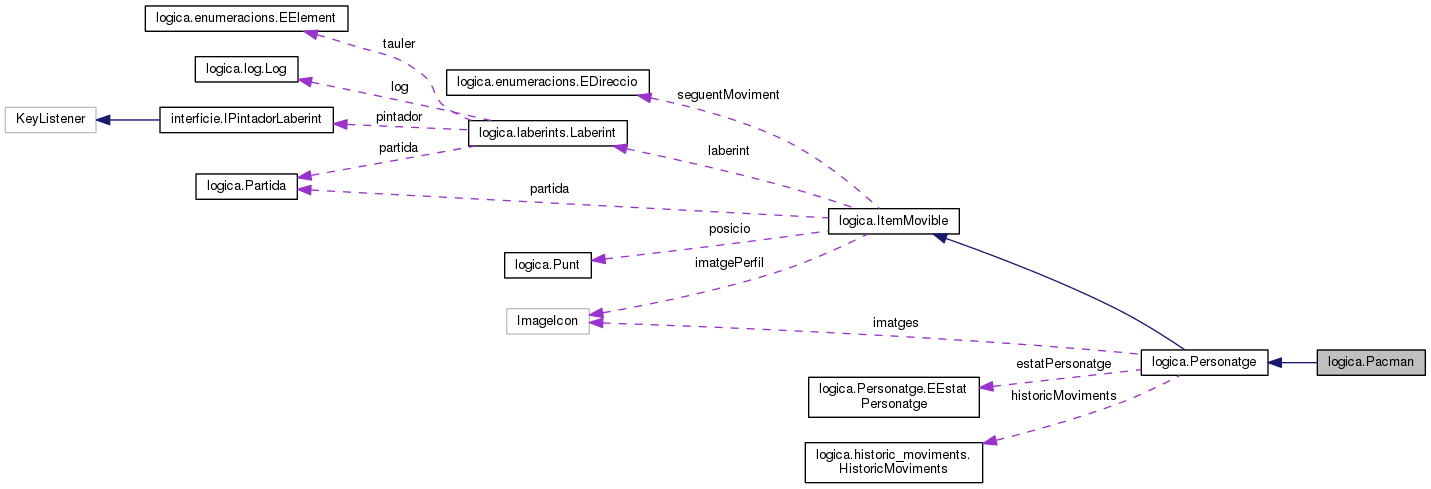 logica.enumeracions.EElement
tauler
logica.log.Log
logica.enumeracions.EDireccio
log
seguentMoviment
KeyListener
interficie.IPintadorLaberint
pintador
logica.laberints.Laberint
partida
laberint
logica.Partida
partida
logica.ItemMovible
posicio
logica.Punt
imatgePerfil
ImageIcon
imatges
logica.Personatge
logica.Pacman
estatPersonatge
logica.Personatge.EEstat
Personatge
historicMoviments
logica.historic_moviments.
HistoricMoviments